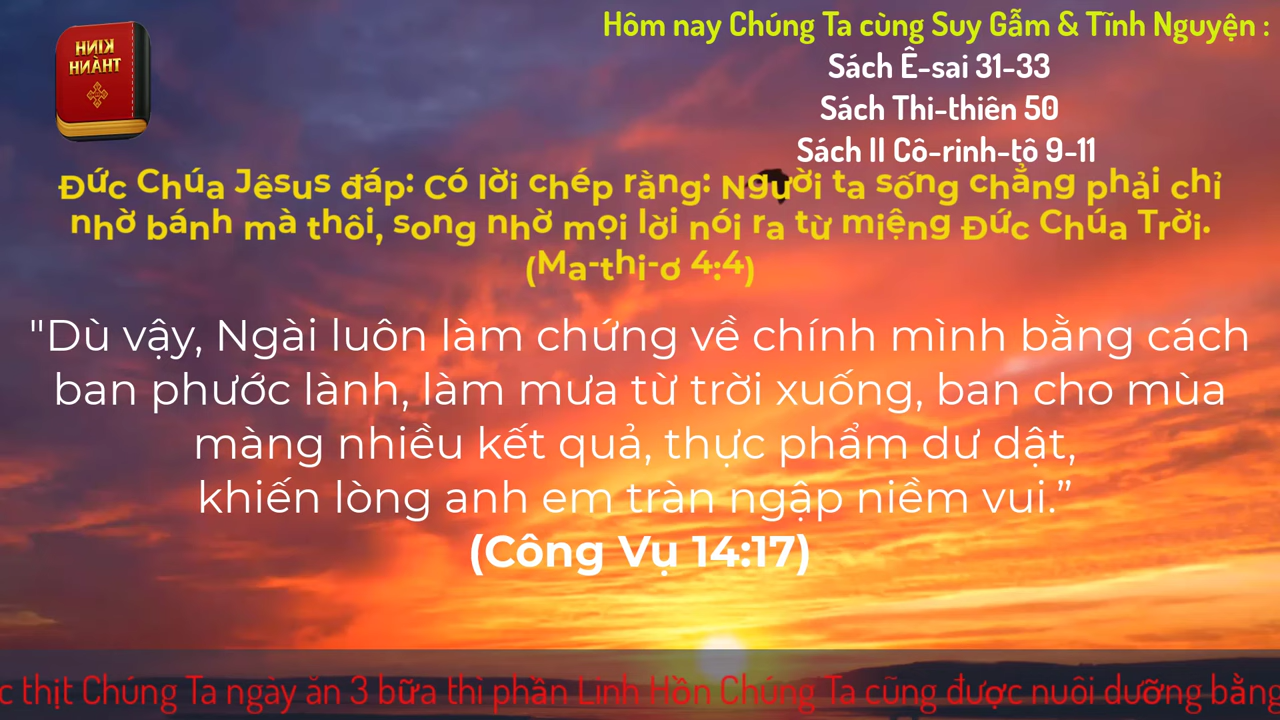 KINH
THÁNH
Hôm nay Chúng Ta cùng Suy Gẫm & Tĩnh Nguyện :
Sách Ê-sai 31-33
Sách Thi-thiên 50
Sách II Cô-rinh-tô 9-11
Đức Chúa Jêsus đáp: Có lời chép rằng: Người ta sống chẳng phải chỉ
nhờ bánh mà thôi, song nhờ mọi lời nói ra từ miệng Đức Chúa Trời.
(Ma-thi-ơ 4:4)
"Dù vậy, Ngài luôn làm chứng về chính mình bằng cách
ban phước lành, làm mưa từ trời xuống, ban cho mùa
màng nhiều kết quả, thực phẩm dư dật,
khiến lòng anh em tràn ngập niềm vui.”
(Công Vụ 14:17)
c thịt Chúng Ta ngày ăn 3 bữa thì phần Linh Hồn Chúng Ta cũng được nuôi dưỡng bằng